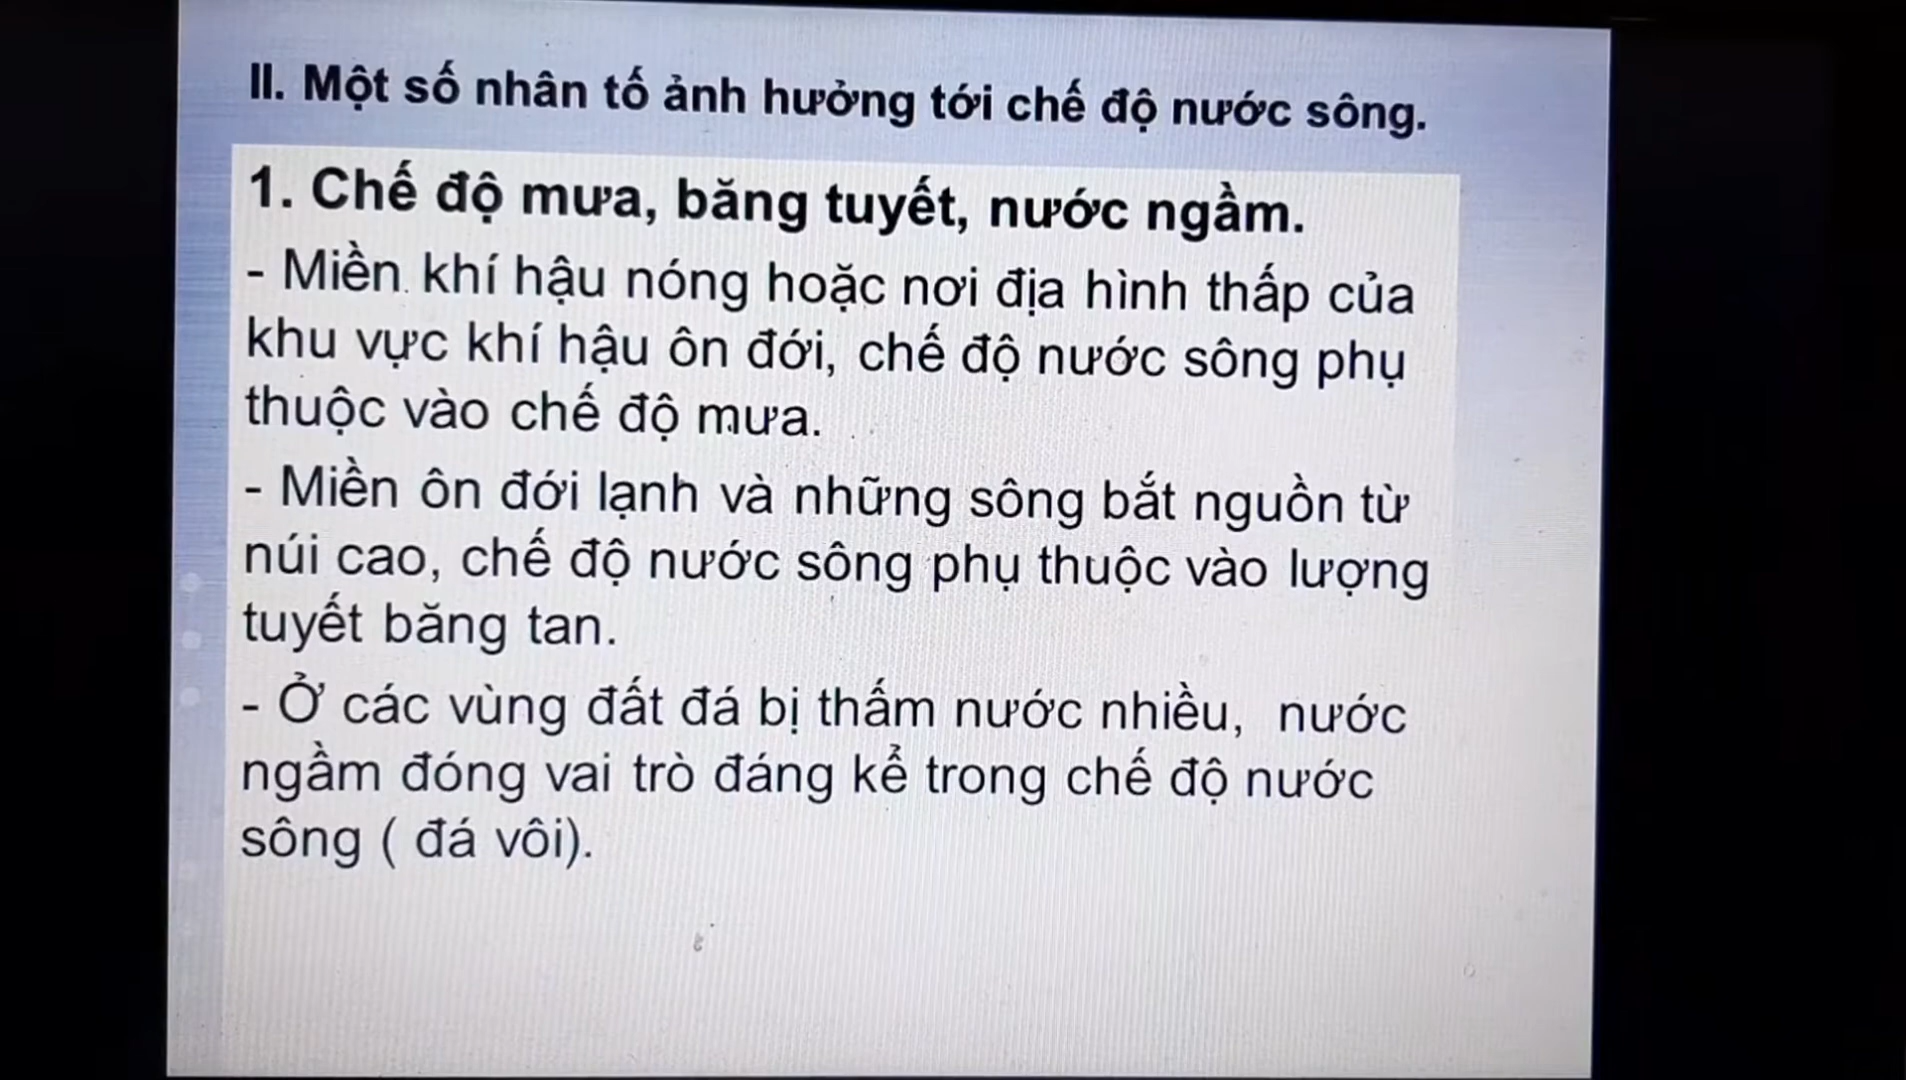 II. Một số nhân tố ảnh hưởng tới chế độ nước sông.
1. Chế độ mưa, băng tuyết, nước ngầm.
- Miền khí hậu nóng hoặc nơi địa hình thấp của
khu vực khí hậu ôn đới, chế độ nước sông phụ
thuộc vào chế độ mưa.
- Miền ôn đới lạnh và những sông bắt nguồn từ
núi cao, chế độ nước sông phụ thuộc vào lượng
tuyết băng tan.
- Ở các vùng đất đá bị thấm nước nhiều, nước
ngầm đóng vai trò đáng kể trong chế độ nước
sông ( đá vôi).